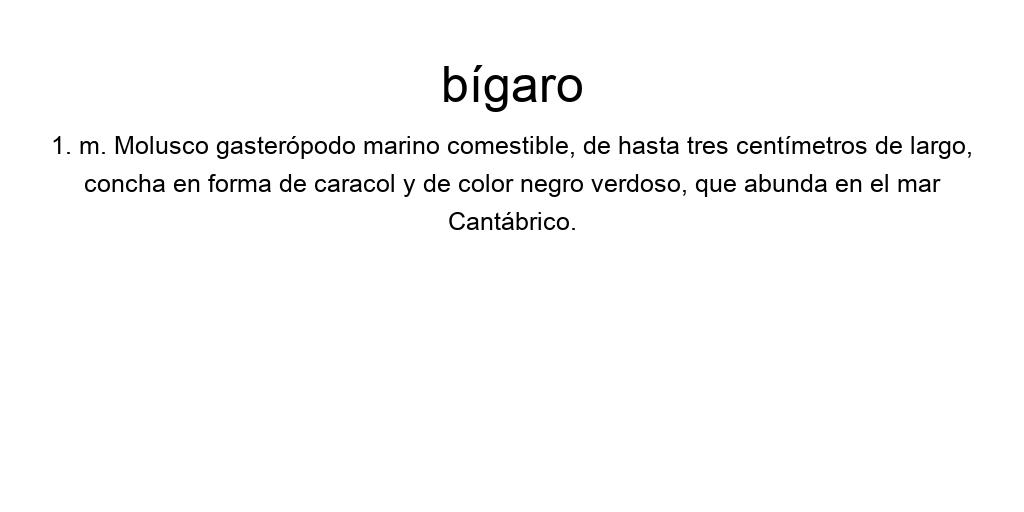 bígaro
1. m. Molusco gasterópodo marino comestible, de hasta tres centímetros de largo,
concha en forma de caracol y de color negro verdoso, que abunda en el mar
Cantábrico.